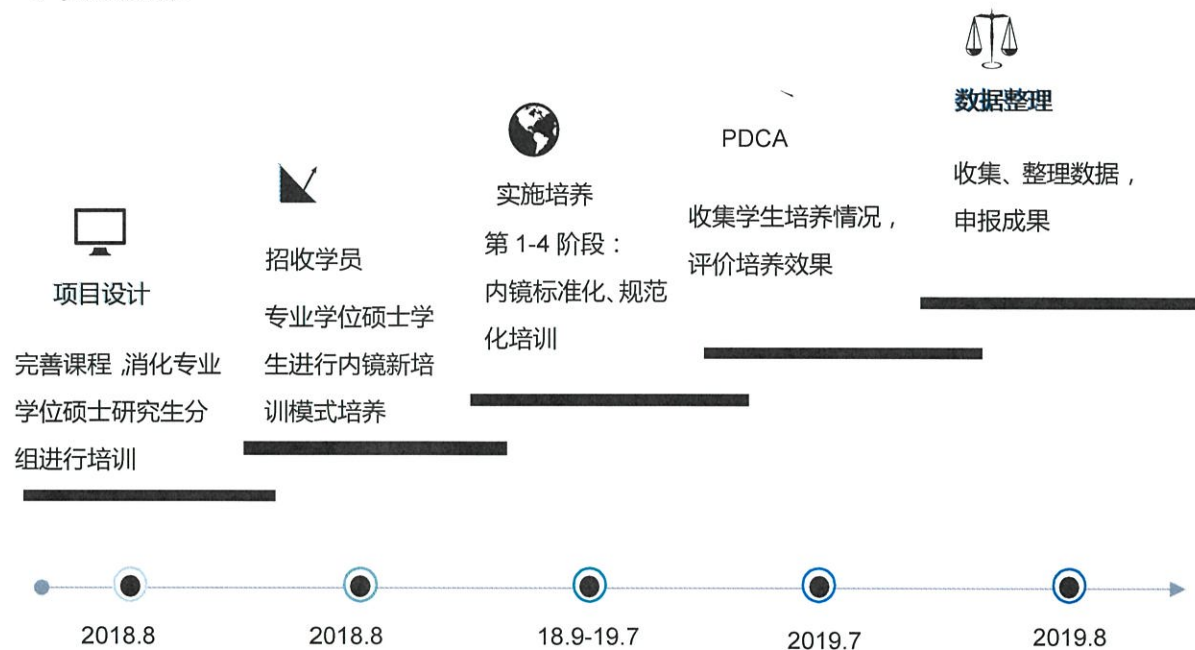 项目设计
完善课程,消化专业
学位硕士研究生分
组进行培训
招收学员
专业学位硕士学
生进行内镜新培
训模式培养
实施培养
第 1-4 阶段：
内镜标准化、规范
化培训
PDCA
收集学生培养情况，
评价培养效果
数据整理
收集、整理数据，
申报成果
2018.8
2018.8
18.9-19.7
2019.7
2019.8